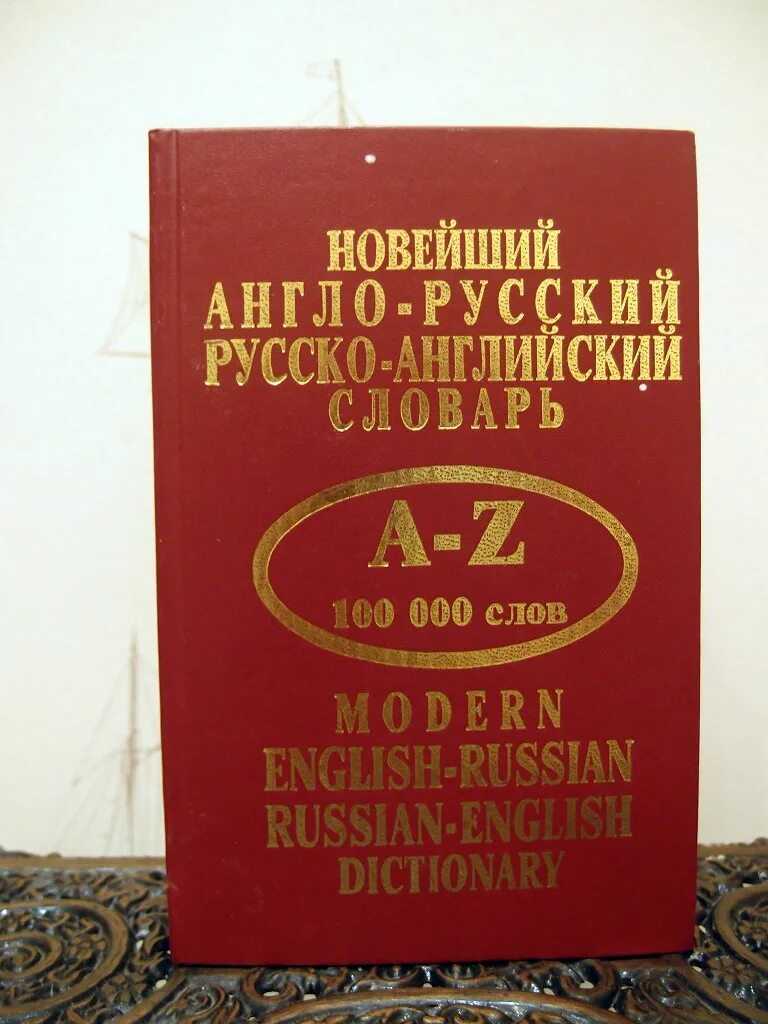 НОВЕЙШИЙ
АНГЛО-РУССКИЙ
РУССКО-АНГЛИЙСКИЙ
СЛОВАРЬ
A-Z
100 000 слов
MODERN
ENGLISH-RUSSIAN
RUSSIAN-ENGLISH
DICTIONARY